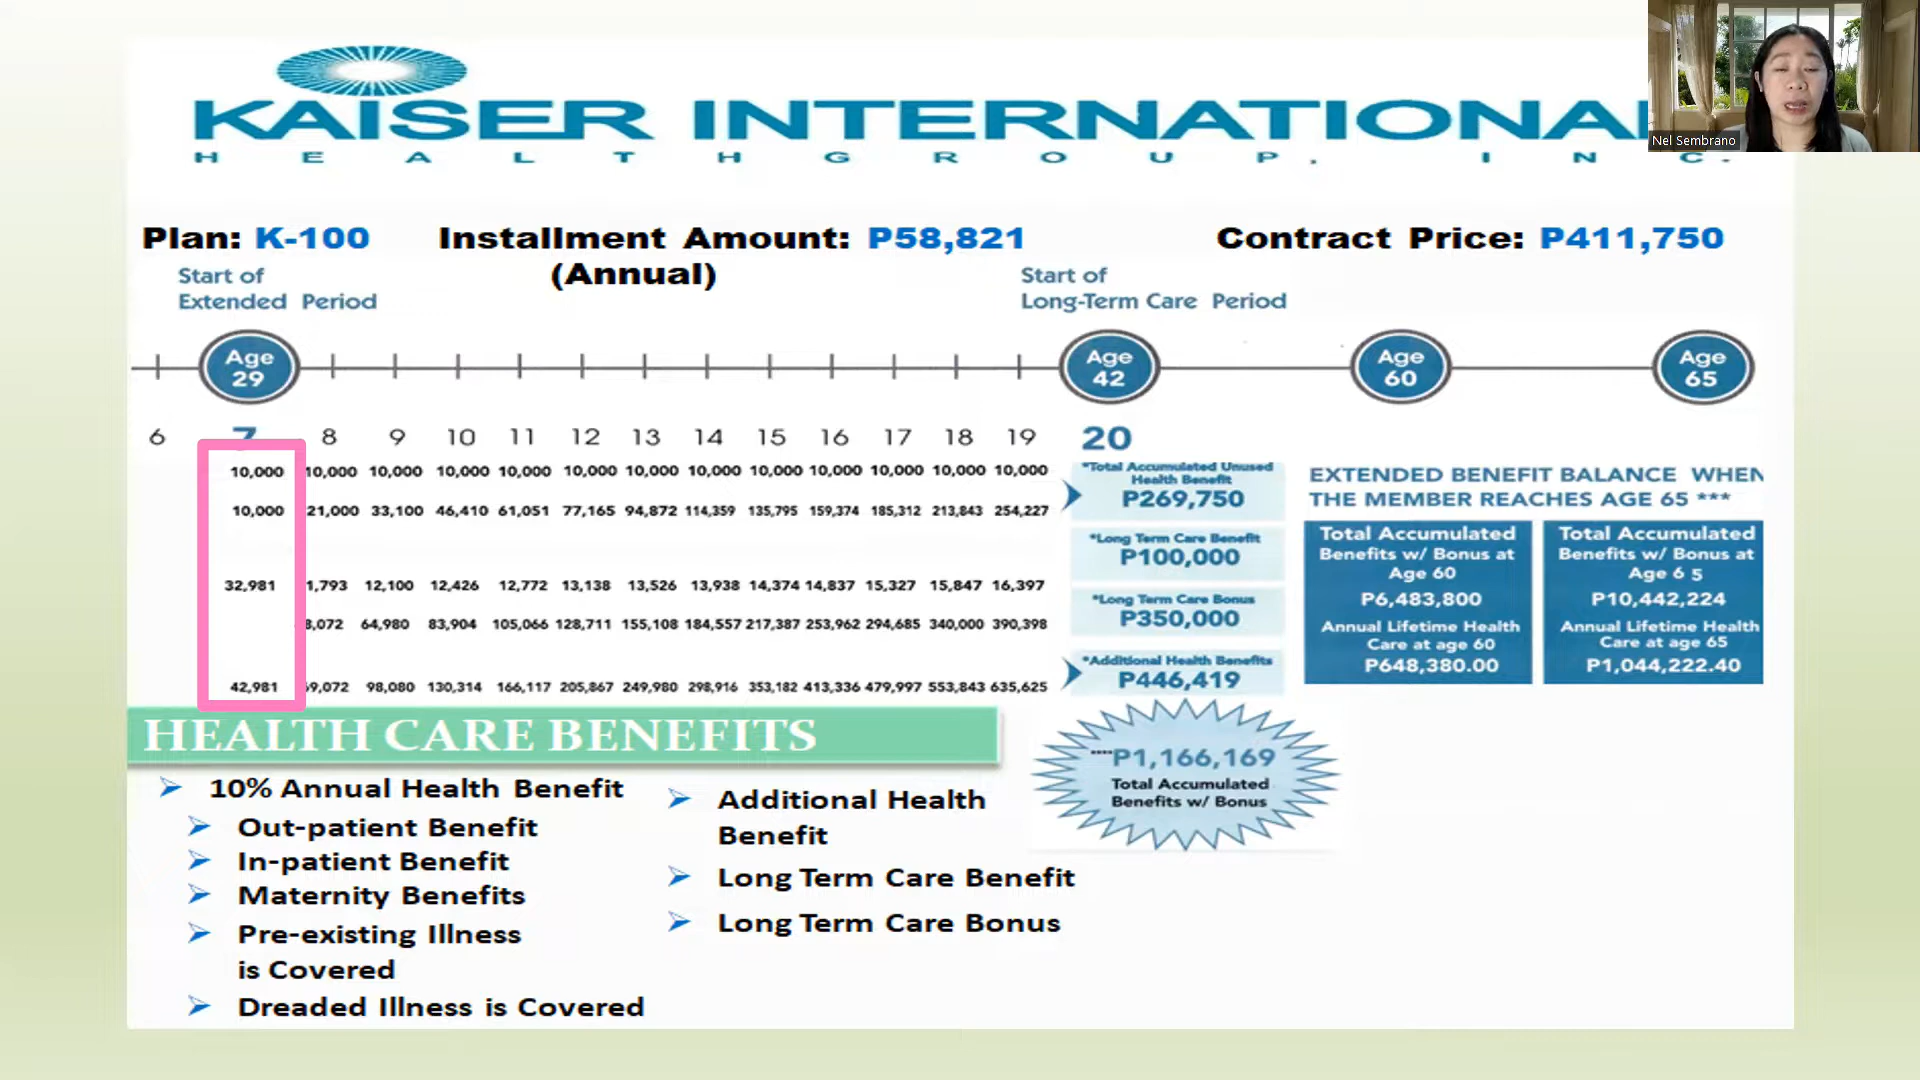 KAISER INTERNATIONAL
HEALTHGROUP, INC.
Nel Sembrano
Plan: K-100 Installment Amount: P58,821 Contract Price: P411,750
(Annual)
Start of
Extended Period
Start of
Long-Term Care Period
Age
29
Age
42
Age
60
Age
65
6 7 8 9 10 11 12 13 14 15 16 17 18 19 20
10,000 10,000 10,000 10,000 10,000 10,000 10,000 10,000 10,000 10,000 10,000 10,000 10,000
10,000 21,000 33,100 46,410 61,051 77,165 94,872 114,359 135,795 159,374 185,312 213,843 254,227
32,981 1,793 12,100 12,426 12,772 13,138 13,526 13,938 14,374 14,837 15,327 15,847 16,397
8,072 64,980 83,904 105,066 128,711 155,108 184,557 217,387 253,962 294,685 340,000 390,398
42,981 69,072 98,080 130,314 166,117 205,867 249,980 298,916 353,182 413,336 479,997 553,843 635,625
*Total Accumulated Unused
Health Benefit
P269,750
*Long Term Care Benefit
P100,000
*Long Term Care Bonus
P350,000
*Additional Health Benefits
P446,419
EXTENDED BENEFIT BALANCE WHEN
THE MEMBER REACHES AGE 65 ***
Total Accumulated
Benefits w/ Bonus at
Age 60
P6,483,800
Annual Lifetime Health
Care at age 60
P648,380.00
Total Accumulated
Benefits w/ Bonus at
Age 6 5
P10,442,224
Annual Lifetime Health
Care at age 65
P1,044,222.40
****P1,166,169
Total Accumulated
Benefits w/ Bonus
HEALTH CARE BENEFITS
10% Annual Health Benefit
Out-patient Benefit
In-patient Benefit
Maternity Benefits
Pre-existing Illness
is Covered
Dreaded Illness is Covered
Additional Health
Benefit
Long Term Care Benefit
Long Term Care Bonus